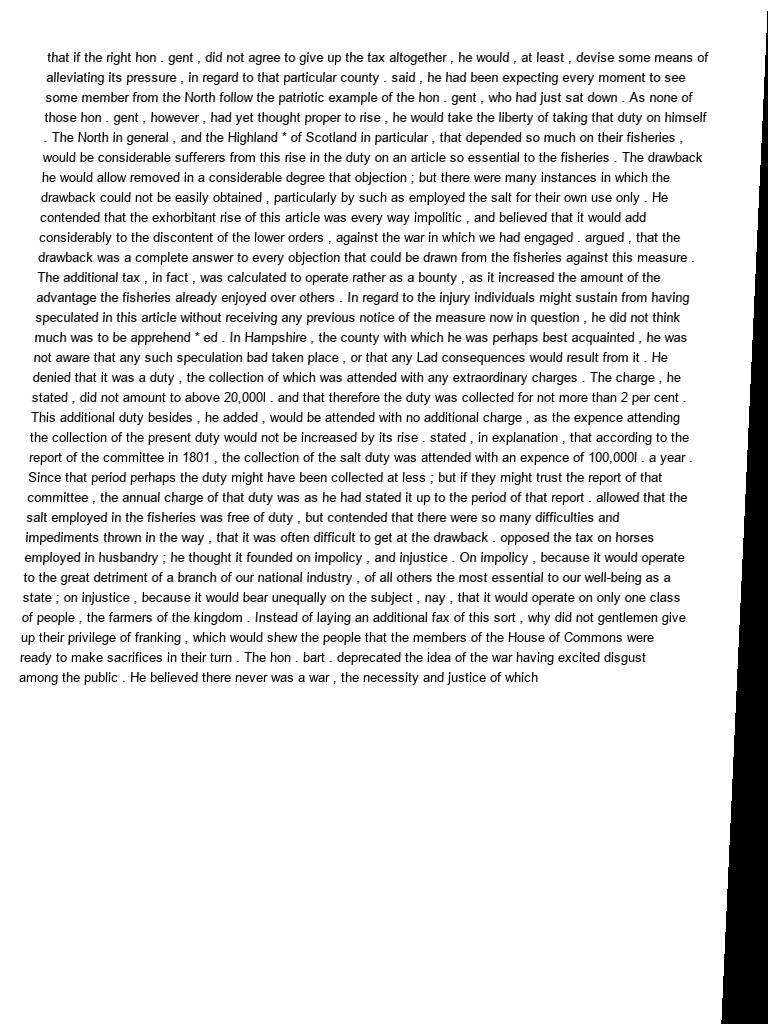 that if the right hon . gent , did not agree to give up the tax altogether , he would , at least , devise some means of
alleviating its pressure , in regard to that particular county . said , he had been expecting every moment to see
some member from the North follow the patriotic example of the hon . gent , who had just sat down . As none of
those hon . gent , however , had yet thought proper to rise , he would take the liberty of taking that duty on himself
. The North in general , and the Highland * of Scotland in particular , that depended so much on their fisheries ,
would be considerable sufferers from this rise in the duty on an article so essential to the fisheries . The drawback
he would allow removed in a considerable degree that objection ; but there were many instances in which the
drawback could not be easily obtained , particularly by such as employed the salt for their own use only . He
contended that the exhorbitant rise of this article was every way impolitic , and believed that it would add
considerably to the discontent of the lower orders , against the war in which we had engaged . argued , that the
drawback was a complete answer to every objection that could be drawn from the fisheries against this measure .
The additional tax , in fact , was calculated to operate rather as a bounty , as it increased the amount of the
advantage the fisheries already enjoyed over others . In regard to the injury individuals might sustain from having
speculated in this article without receiving any previous notice of the measure now in question , he did not think
much was to be apprehend * ed . In Hampshire , the county with which he was perhaps best acquainted , he was
not aware that any such speculation bad taken place , or that any Lad consequences would result from it . He
denied that it was a duty , the collection of which was attended with any extraordinary charges . The charge , he
stated , did not amount to above 20,000l . and that therefore the duty was collected for not more than 2 per cent .
This additional duty besides , he added , would be attended with no additional charge , as the expence attending
the collection of the present duty would not be increased by its rise . stated , in explanation , that according to the
report of the committee in 1801 , the collection of the salt duty was attended with an expence of 100,000l . a year .
Since that period perhaps the duty might have been collected at less ; but if they might trust the report of that
committee , the annual charge of that duty was as he had stated it up to the period of that report . allowed that the
salt employed in the fisheries was free of duty , but contended that there were so many difficulties and
impediments thrown in the way , that it was often difficult to get at the drawback . opposed the tax on horses
employed in husbandry ; he thought it founded on impolicy , and injustice . On impolicy , because it would operate
to the great detriment of a branch of our national industry , of all others the most essential to our well-being as a
state ; on injustice , because it would bear unequally on the subject , nay , that it would operate on only one class
of people , the farmers of the kingdom . Instead of laying an additional fax of this sort , why did not gentlemen give
up their privilege of franking , which would shew the people that the members of the House of Commons were
ready to make sacrifices in their turn . The hon . bart . deprecated the idea of the war having excited disgust
among the public . He believed there never was a war , the necessity and justice of which